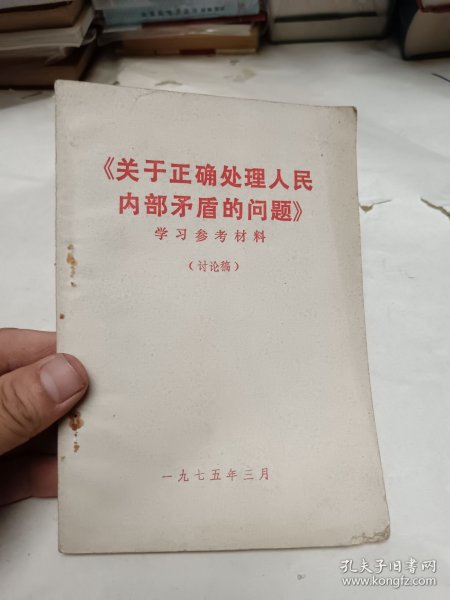 《关于正确处理人民
内部矛盾的问题》
学习参考材料
（讨论稿）
一九七五年三月
孔夫子旧书网
www.kongfz.com